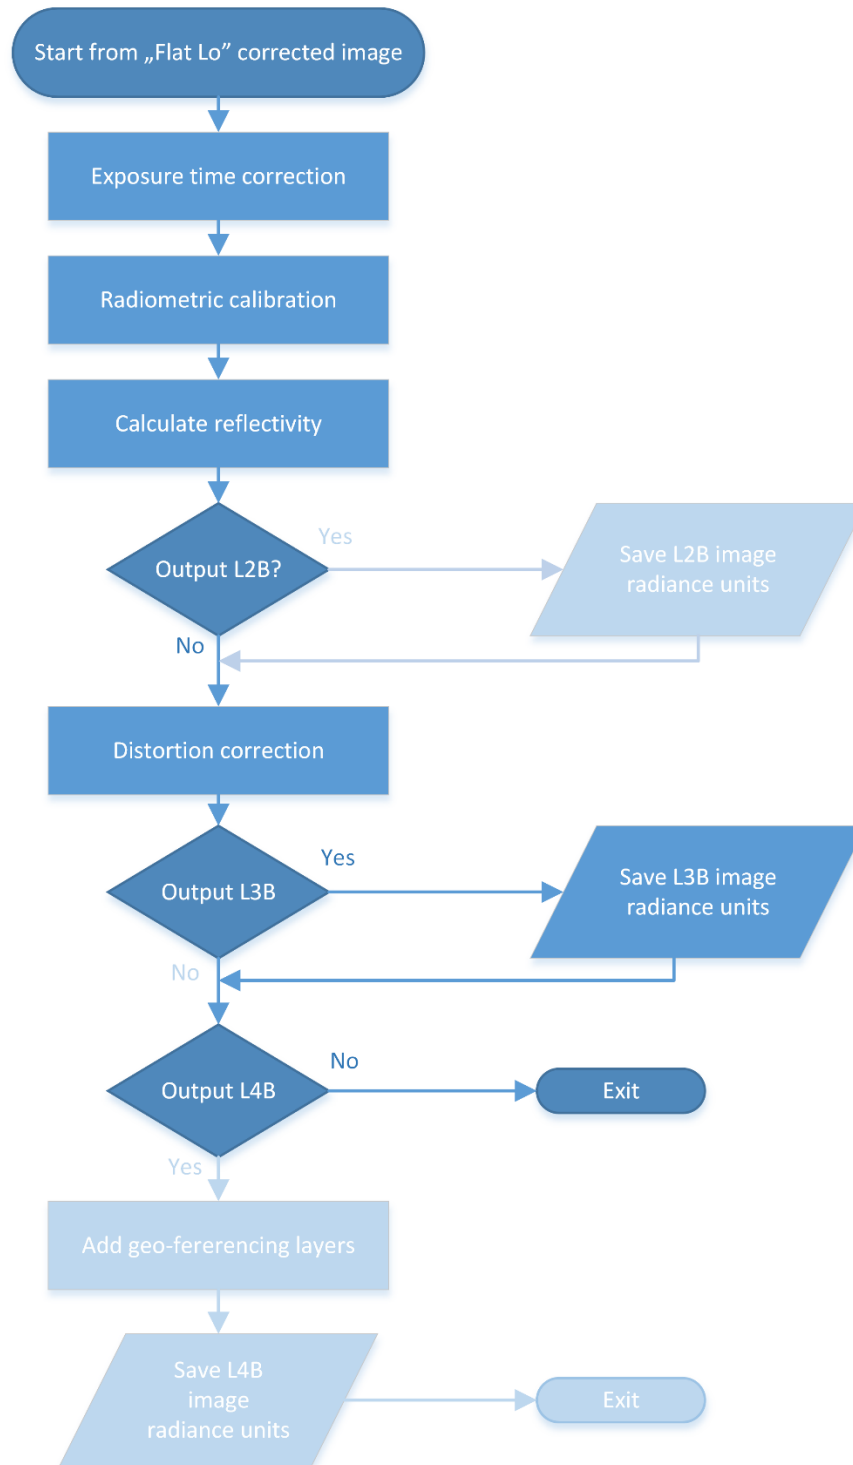 Start from „Flat Lo” corrected image
Exposure time correction
Radiometric calibration
Calculate reflectivity
Output L2B?
Yes
Save L2B image
radiance units
No
Distortion correction
Output L3B
Yes
Save L3B image
radiance units
No
Output L4B
No
Exit
Yes
Add geo-fererencing layers
Save L4B
image
radiance units
Exit